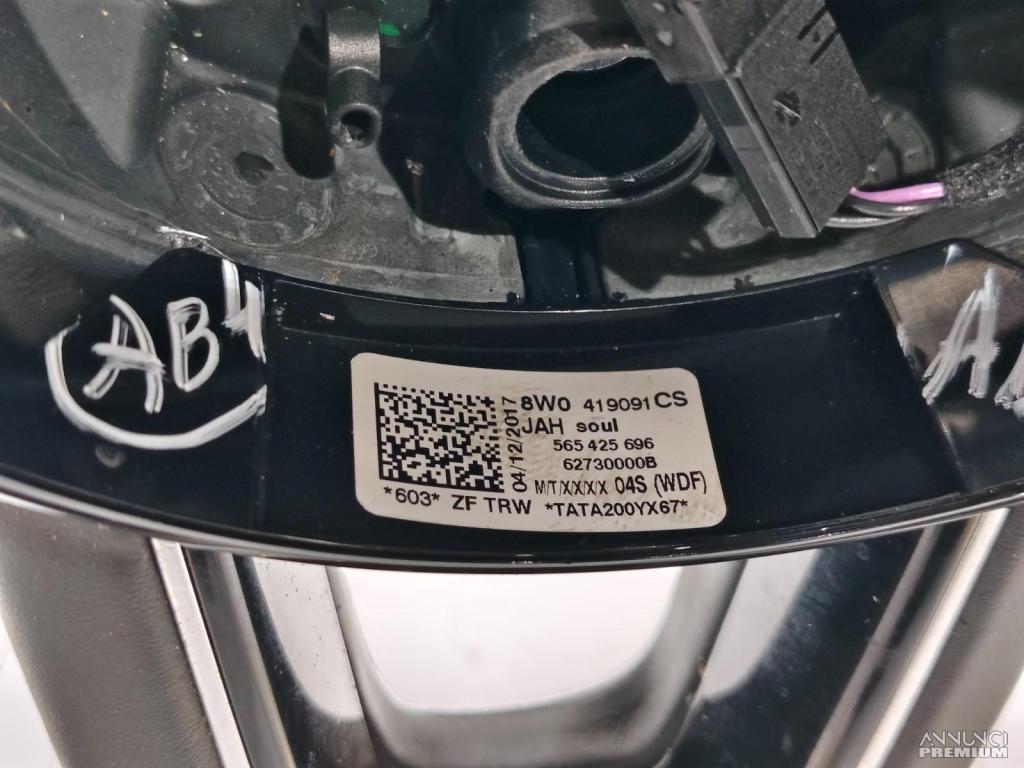 AB4
A
04/12/2017
8W0 419091 CS
JAH soul
565 425 696
62730000B
MTXXXX 04S (WDF)
*603* ZF TRW *TATA200YX67*
ANNUNCI
PREMIUM